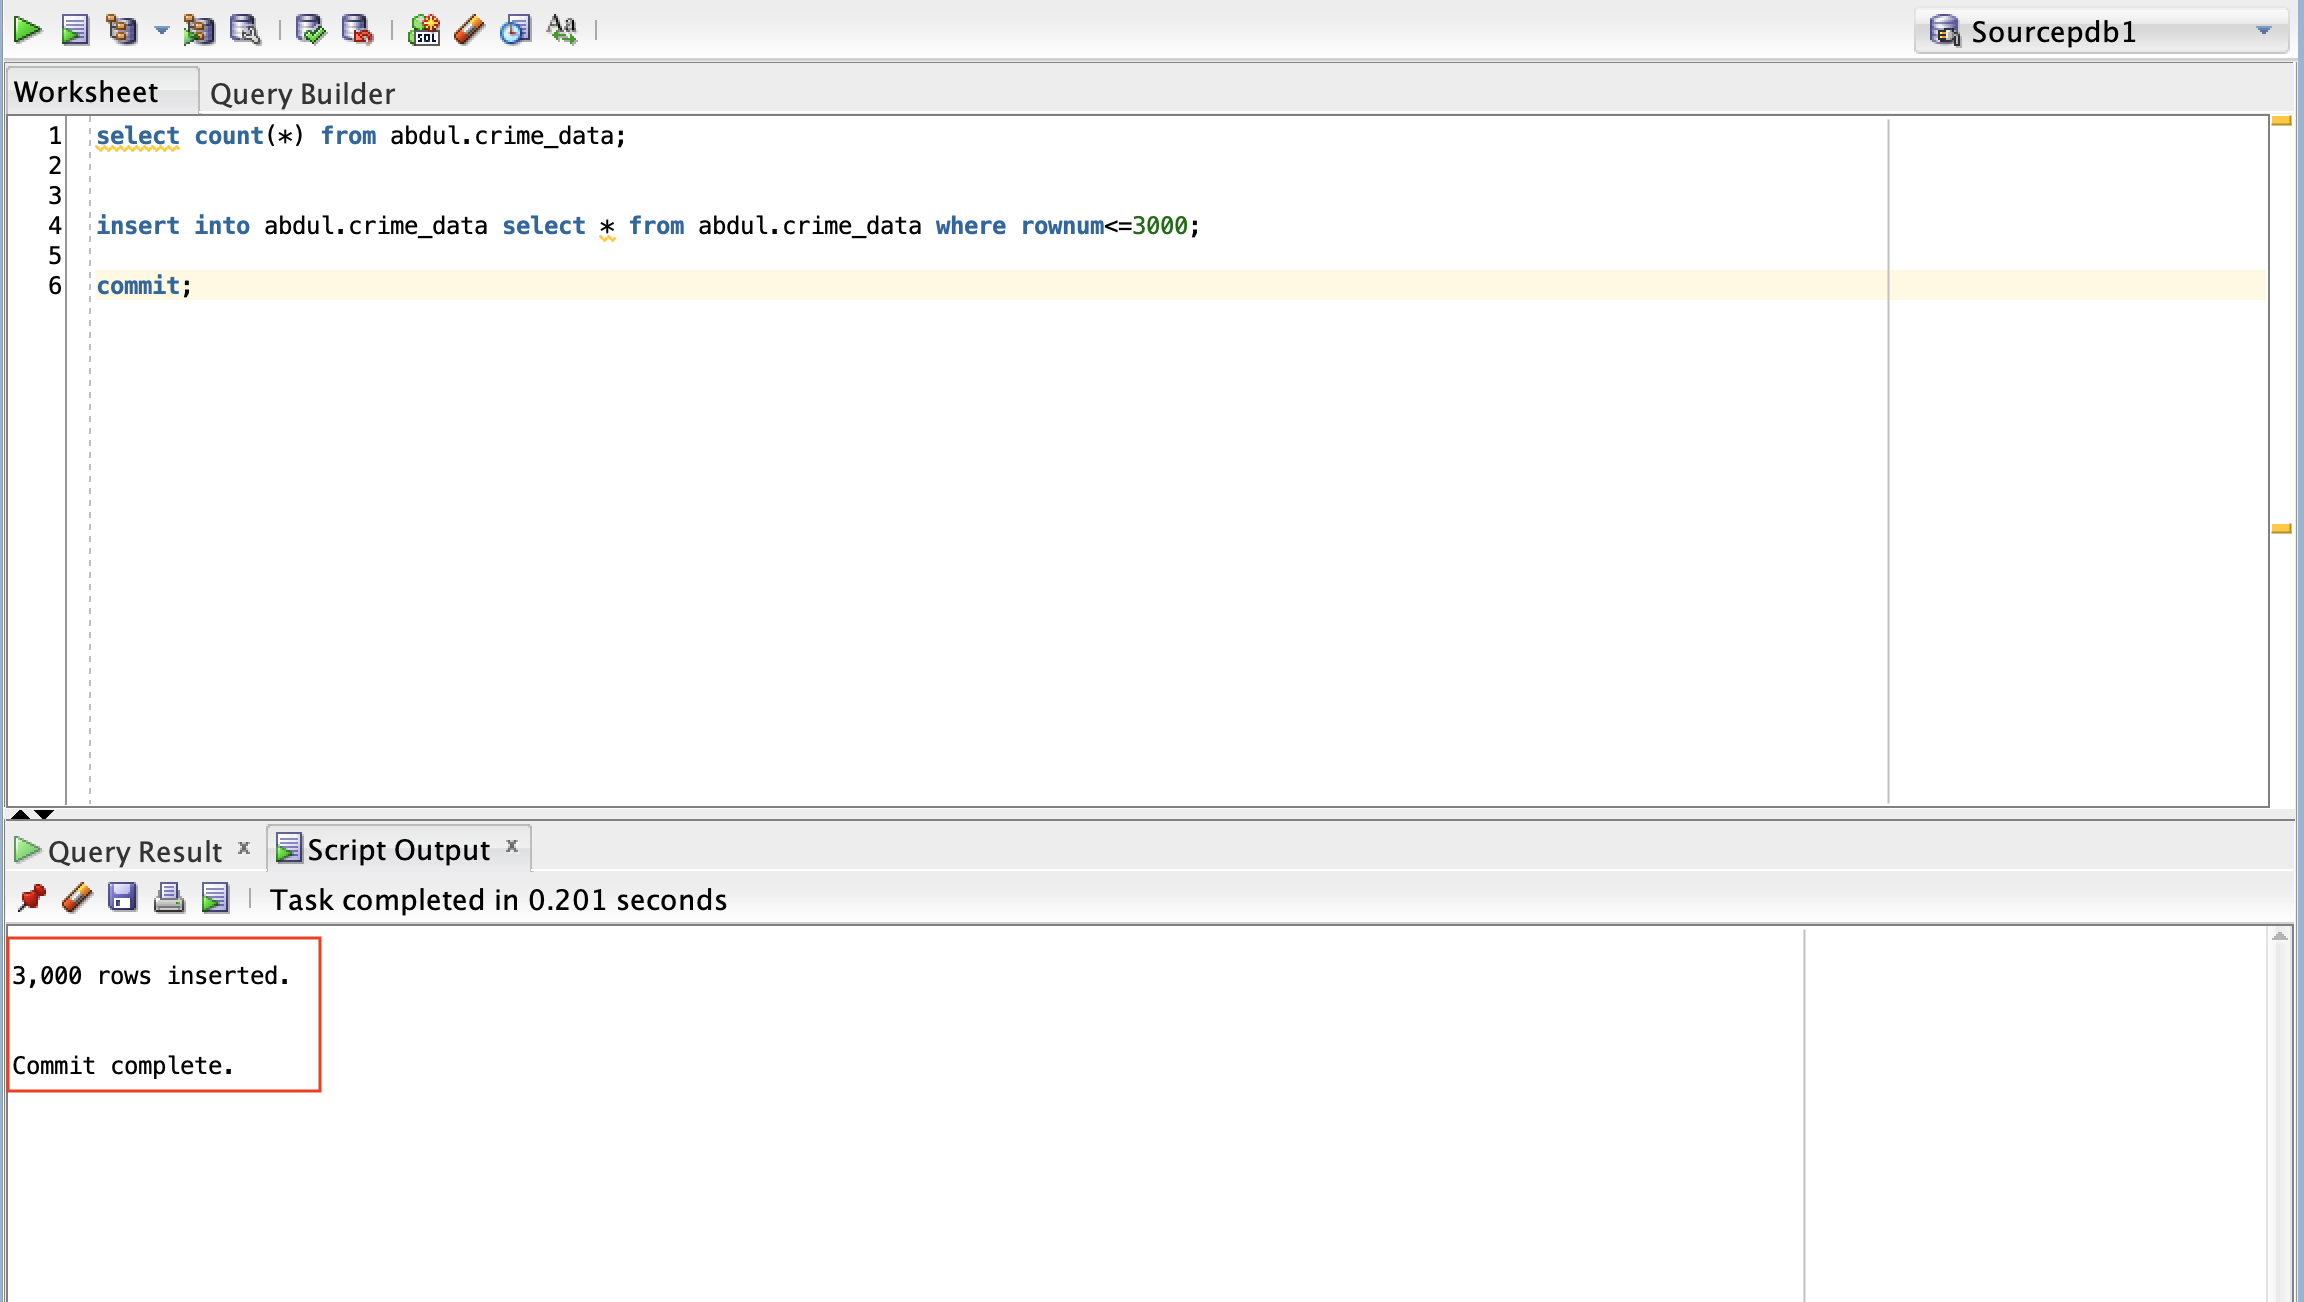 Sourcepdb1
Worksheet
Query Builder
1 select count(*) from abdul.crime_data;
2
3
4 insert into abdul.crime_data select * from abdul.crime_data where rownum<=3000;
5
6 commit;
Query Result x
Script Output x
Task completed in 0.201 seconds
3,000 rows inserted.
Commit complete.